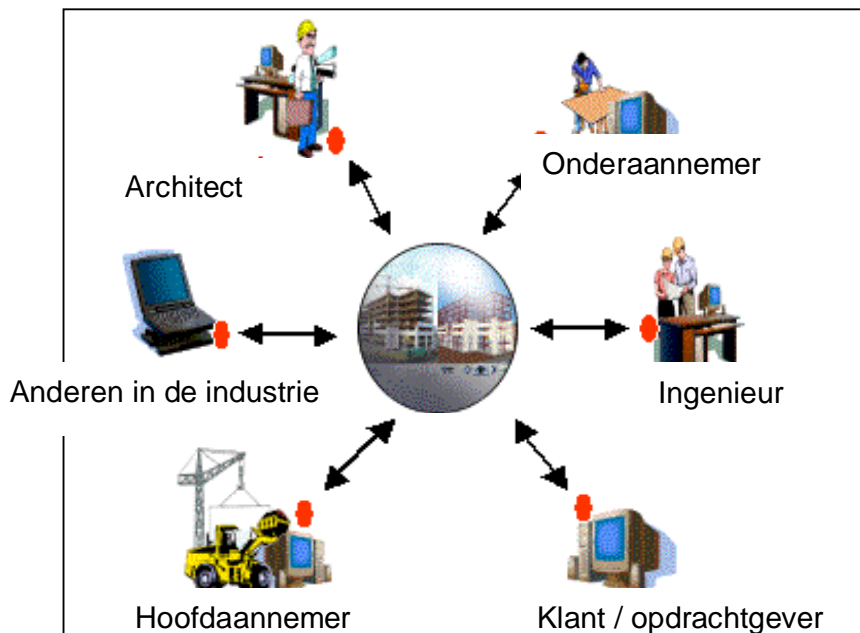 Architect
Onderaannemer
Anderen in de industrie
Ingenieur
Hoofdaannemer
Klant / opdrachtgever